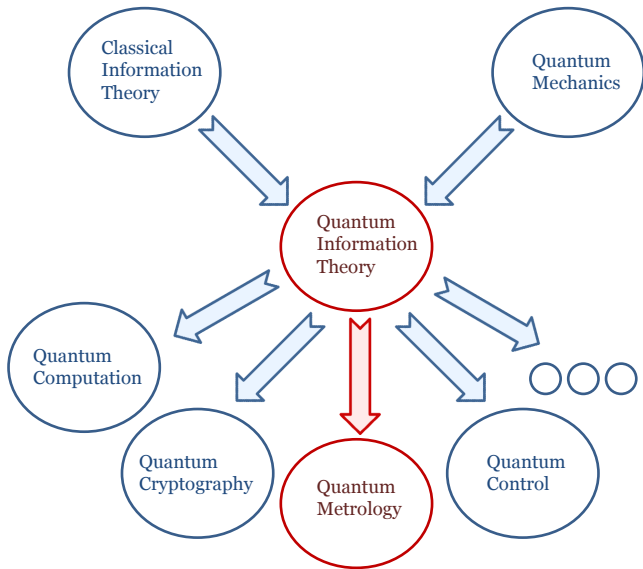 Classical
Information
Theory
Quantum
Mechanics
Quantum
Information
Theory
Quantum
Computation
Quantum
Cryptography
Quantum
Metrology
Quantum
Control